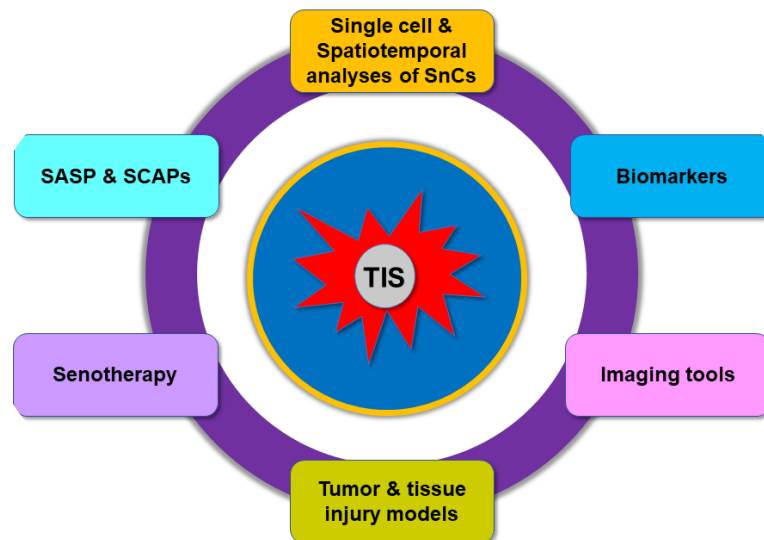 Single cell &
Spatiotemporal
analyses of SnCs
SASP & SCAPs
Biomarkers
TIS
Senotherapy
Imaging tools
Tumor & tissue
injury models